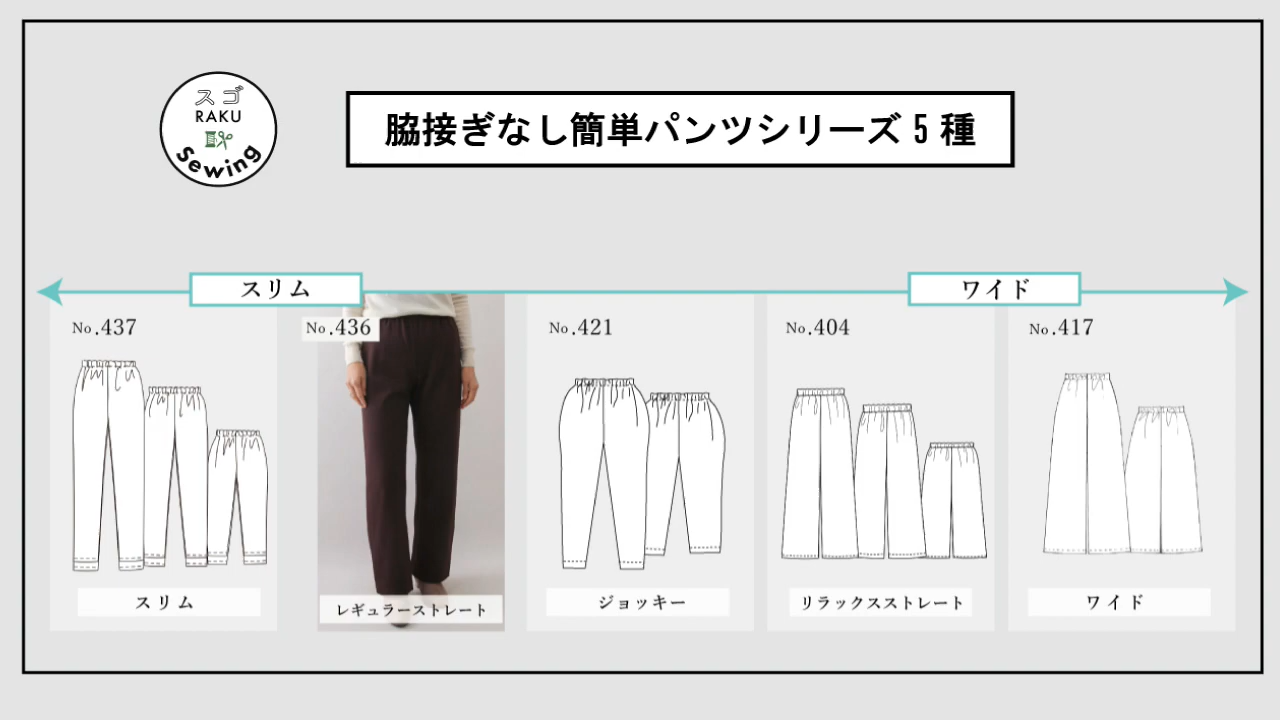 スゴ
RAKU
Sewing
脇接ぎなし簡単パンツシリーズ 5 種
スリム
ワイド
No.437
No.436
No.421
No.404
No.417
スリム
レギュラーストレート
ジョッキー
リラックスストレート
ワイド